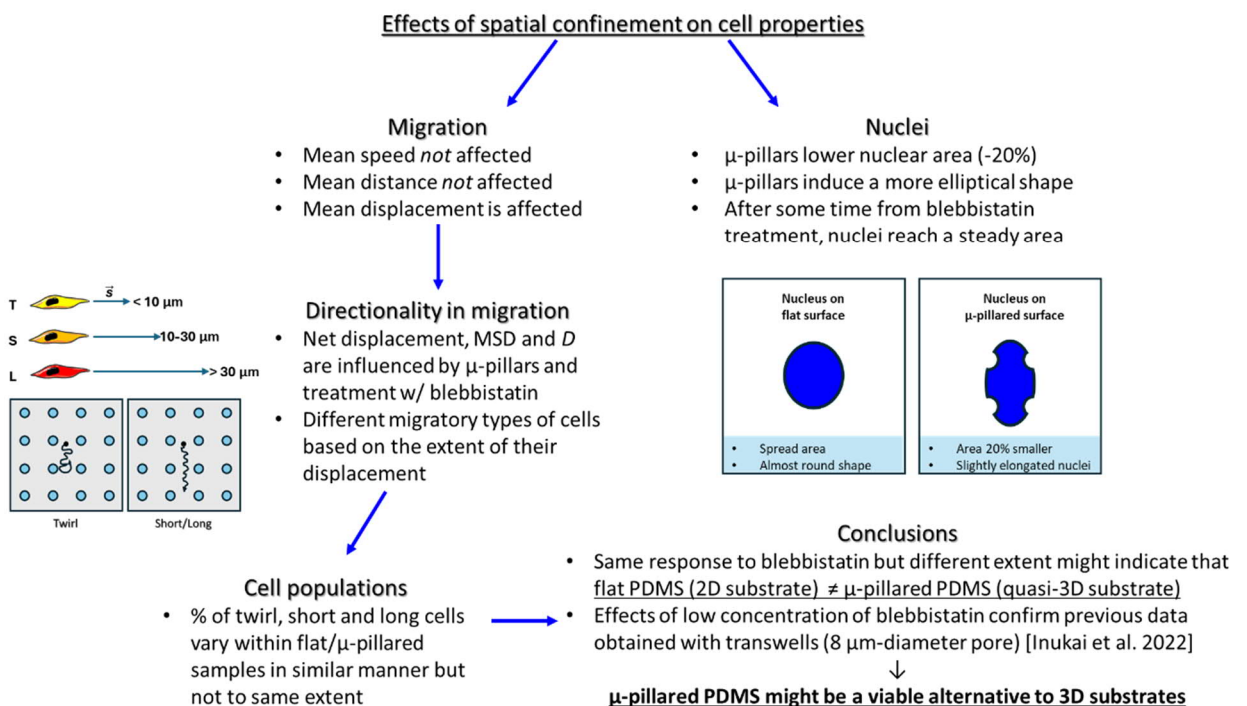 Effects of spatial confinement on cell properties
Migration
• Mean speed not affected
• Mean distance not affected
• Mean displacement is affected
Nuclei
• μ-pillars lower nuclear area (-20%)
• μ-pillars induce a more elliptical shape
• After some time from blebbistatin
treatment, nuclei reach a steady area
T
s
< 10 μm
S
10-30 μm
L
> 30 μm
Twirl
Short/Long
Directionality in migration
• Net displacement, MSD and D
are influenced by μ-pillars and
treatment w/ blebbistatin
• Different migratory types of cells
based on the extent of their
displacement
Nucleus on
flat surface
• Spread area
• Almost round shape
Nucleus on
μ-pillared surface
• Area 20% smaller
• Slightly elongated nuclei
Cell populations
• % of twirl, short and long cells
vary within flat/μ-pillared
samples in similar manner but
not to same extent
Conclusions
• Same response to blebbistatin but different extent might indicate that
flat PDMS (2D substrate) ≠ μ-pillared PDMS (quasi-3D substrate)
• Effects of low concentration of blebbistatin confirm previous data
obtained with transwells (8 μm-diameter pore) [Inukai et al. 2022]
↓
μ-pillared PDMS might be a viable alternative to 3D substrates